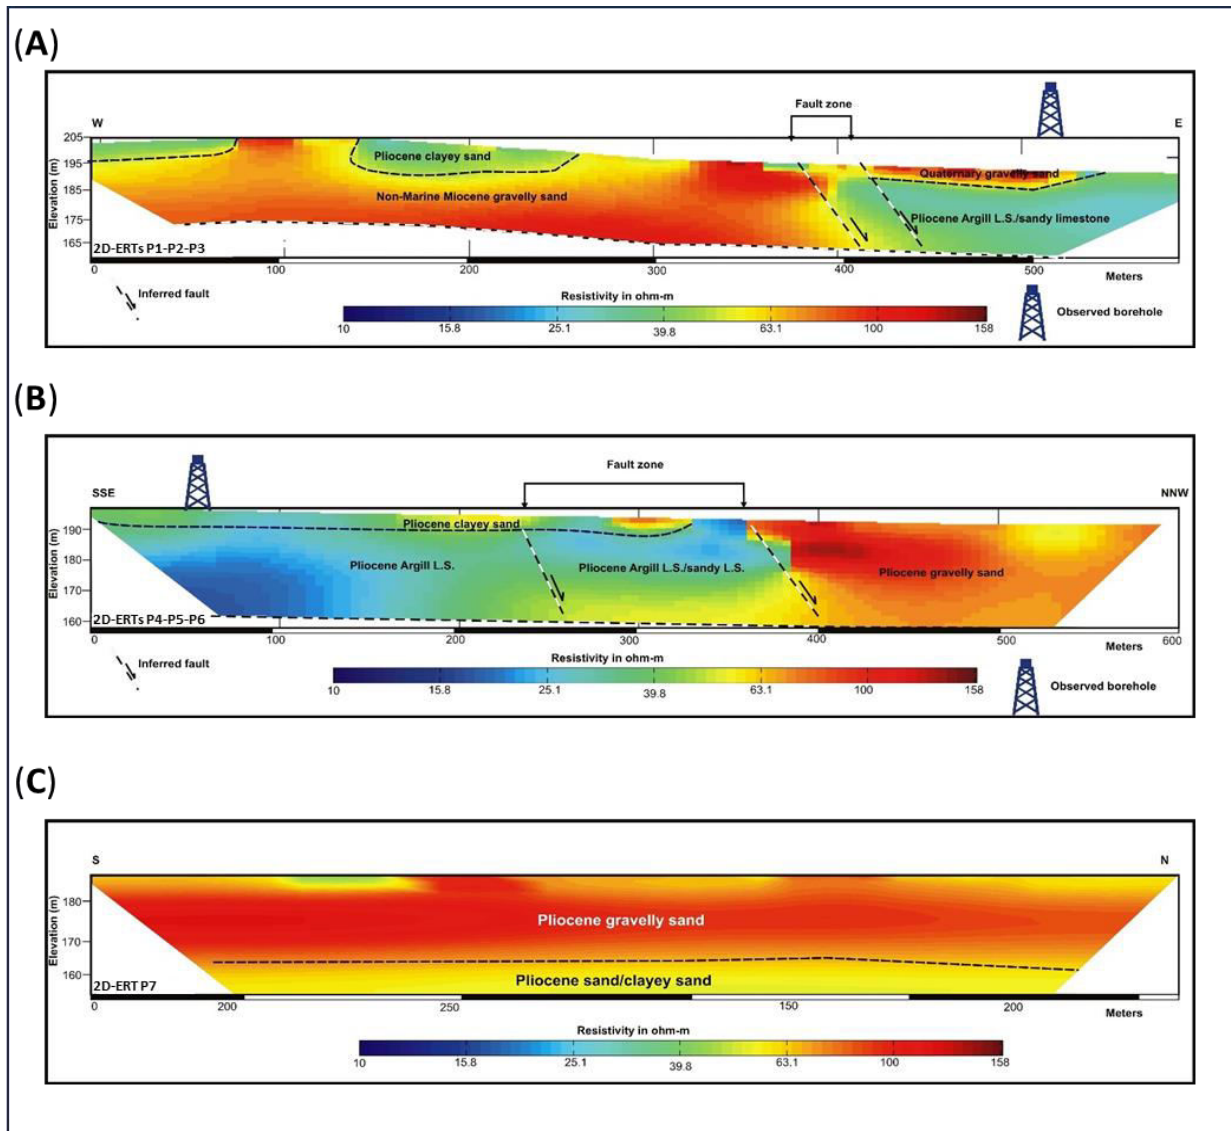 (A)
Fault zone
W
E
205
195
185
175
165
Elevation (m)
Pliocene clayey sand
Quaternary gravelly sand
Non-Marine Miocene gravelly sand
Pliocene Argill L.S./sandy limestone
2D-ERTs P1-P2-P3
0
100
200
300
400
500
Meters
Inferred fault
Resistivity in ohm-m
10
15.8
25.1
39.8
63.1
100
158
Observed borehole
(B)
Fault zone
SSE
NNW
190
180
170
160
Elevation (m)
Pliocene clayey sand
Pliocene Argill L.S.
Pliocene Argill L.S./sandy L.S.
Pliocene gravelly sand
2D-ERTs P4-P5-P6
0
100
200
300
400
500
Meters
600
Inferred fault
Resistivity in ohm-m
10
15.8
25.1
39.8
63.1
100
158
Observed borehole
(C)
S
N
180
170
160
Elevation (m)
Pliocene gravelly sand
Pliocene sand/clayey sand
2D-ERT P7
0
200
250
150
200
Meters
Resistivity in ohm-m
10
15.8
25.1
39.8
63.1
100
158